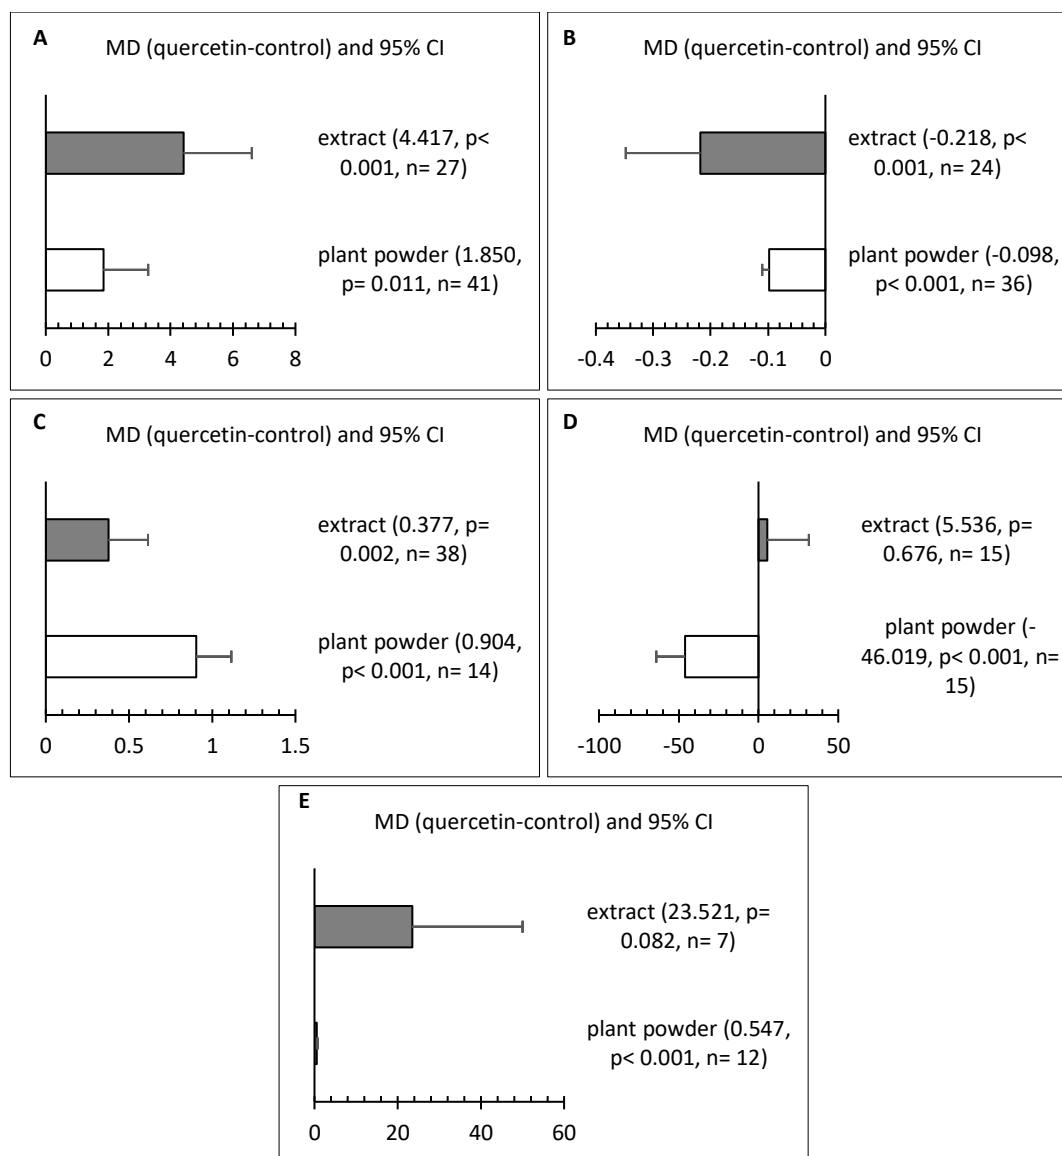 A
MD (quercetin-control) and 95% CI
extract (4.417, p<
0.001, n= 27)
plant powder (1.850,
p= 0.011, n= 41)
0 2 4 6 8
B
MD (quercetin-control) and 95% CI
extract (-0.218, p<
0.001, n= 24)
plant powder (-0.098,
p< 0.001, n= 36)
-0.4 -0.3 -0.2 -0.1 0
C
MD (quercetin-control) and 95% CI
extract (0.377, p=
0.002, n= 38)
plant powder (0.904,
p< 0.001, n= 14)
0 0.5 1 1.5
D
MD (quercetin-control) and 95% CI
extract (5.536, p=
0.676, n= 15)
plant powder (-
46.019, p< 0.001, n=
15)
-100 -50 0 50
E
MD (quercetin-control) and 95% CI
extract (23.521, p=
0.082, n= 7)
plant powder (0.547,
p< 0.001, n= 12)
0 20 40 60